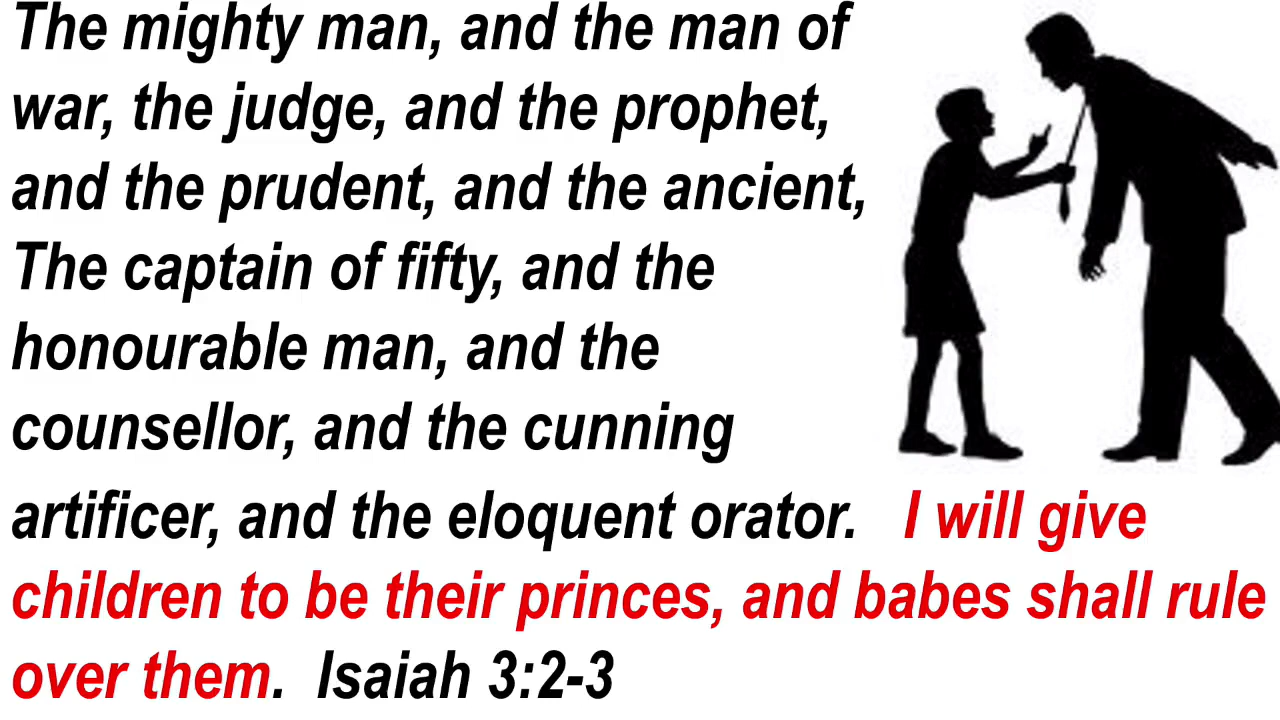 The mighty man, and the man of
war, the judge, and the prophet,
and the prudent, and the ancient,
The captain of fifty, and the
honourable man, and the
counsellor, and the cunning
artificer, and the eloquent orator. I will give
children to be their princes, and babes shall rule
over them. Isaiah 3:2-3